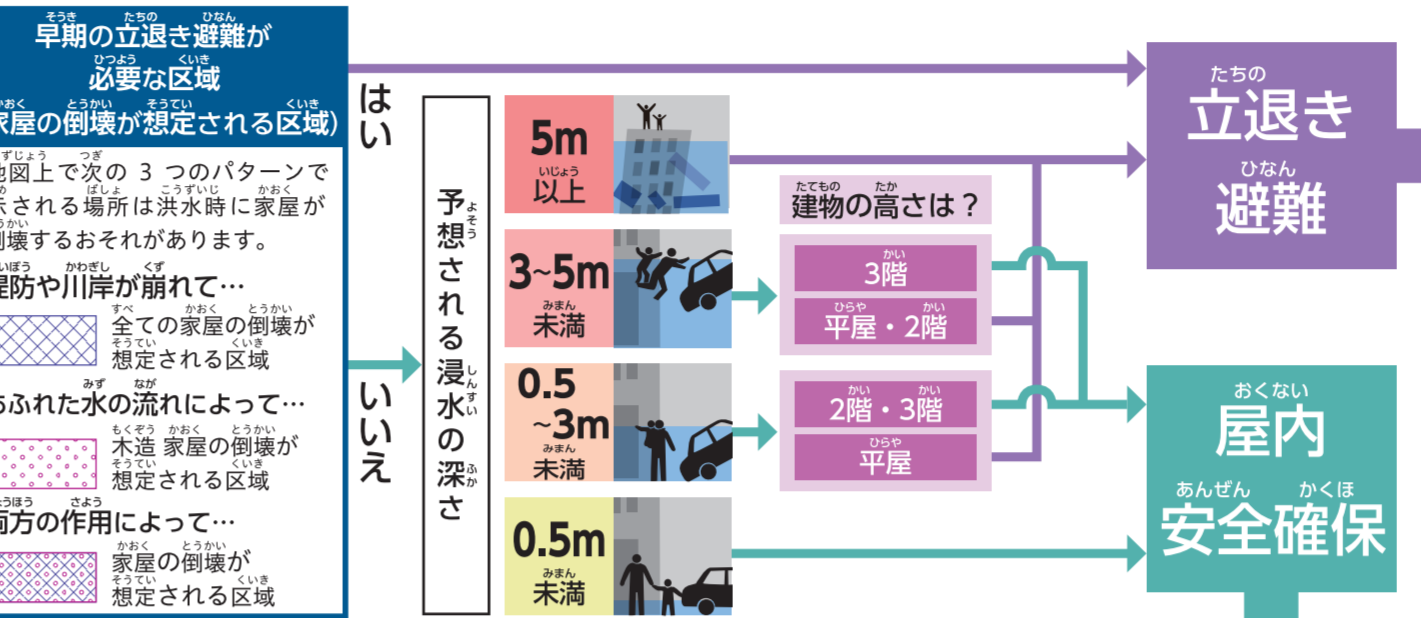 早期の立退き避難が
必要な区域
家屋の倒壊が想定される区域)
地図上で次の 3 つのパターンで
示される場所は洪水時に家屋が
倒壊するおそれがあります。
堤防や川岸が崩れて…
全ての家屋の倒壊が
想定される区域
あふれた水の流れによって…
木造 家屋の倒壊が
想定される区域
両方の作用によって…
家屋の倒壊が
想定される区域
はい
いいえ
予想される浸水の深さ
5m
以上
3~5m
未満
0.5
~3m
未満
0.5m
未満
建物の高さは?
3階
平屋・2階
2階・3階
平屋
立退き
避難
屋内
安全確保